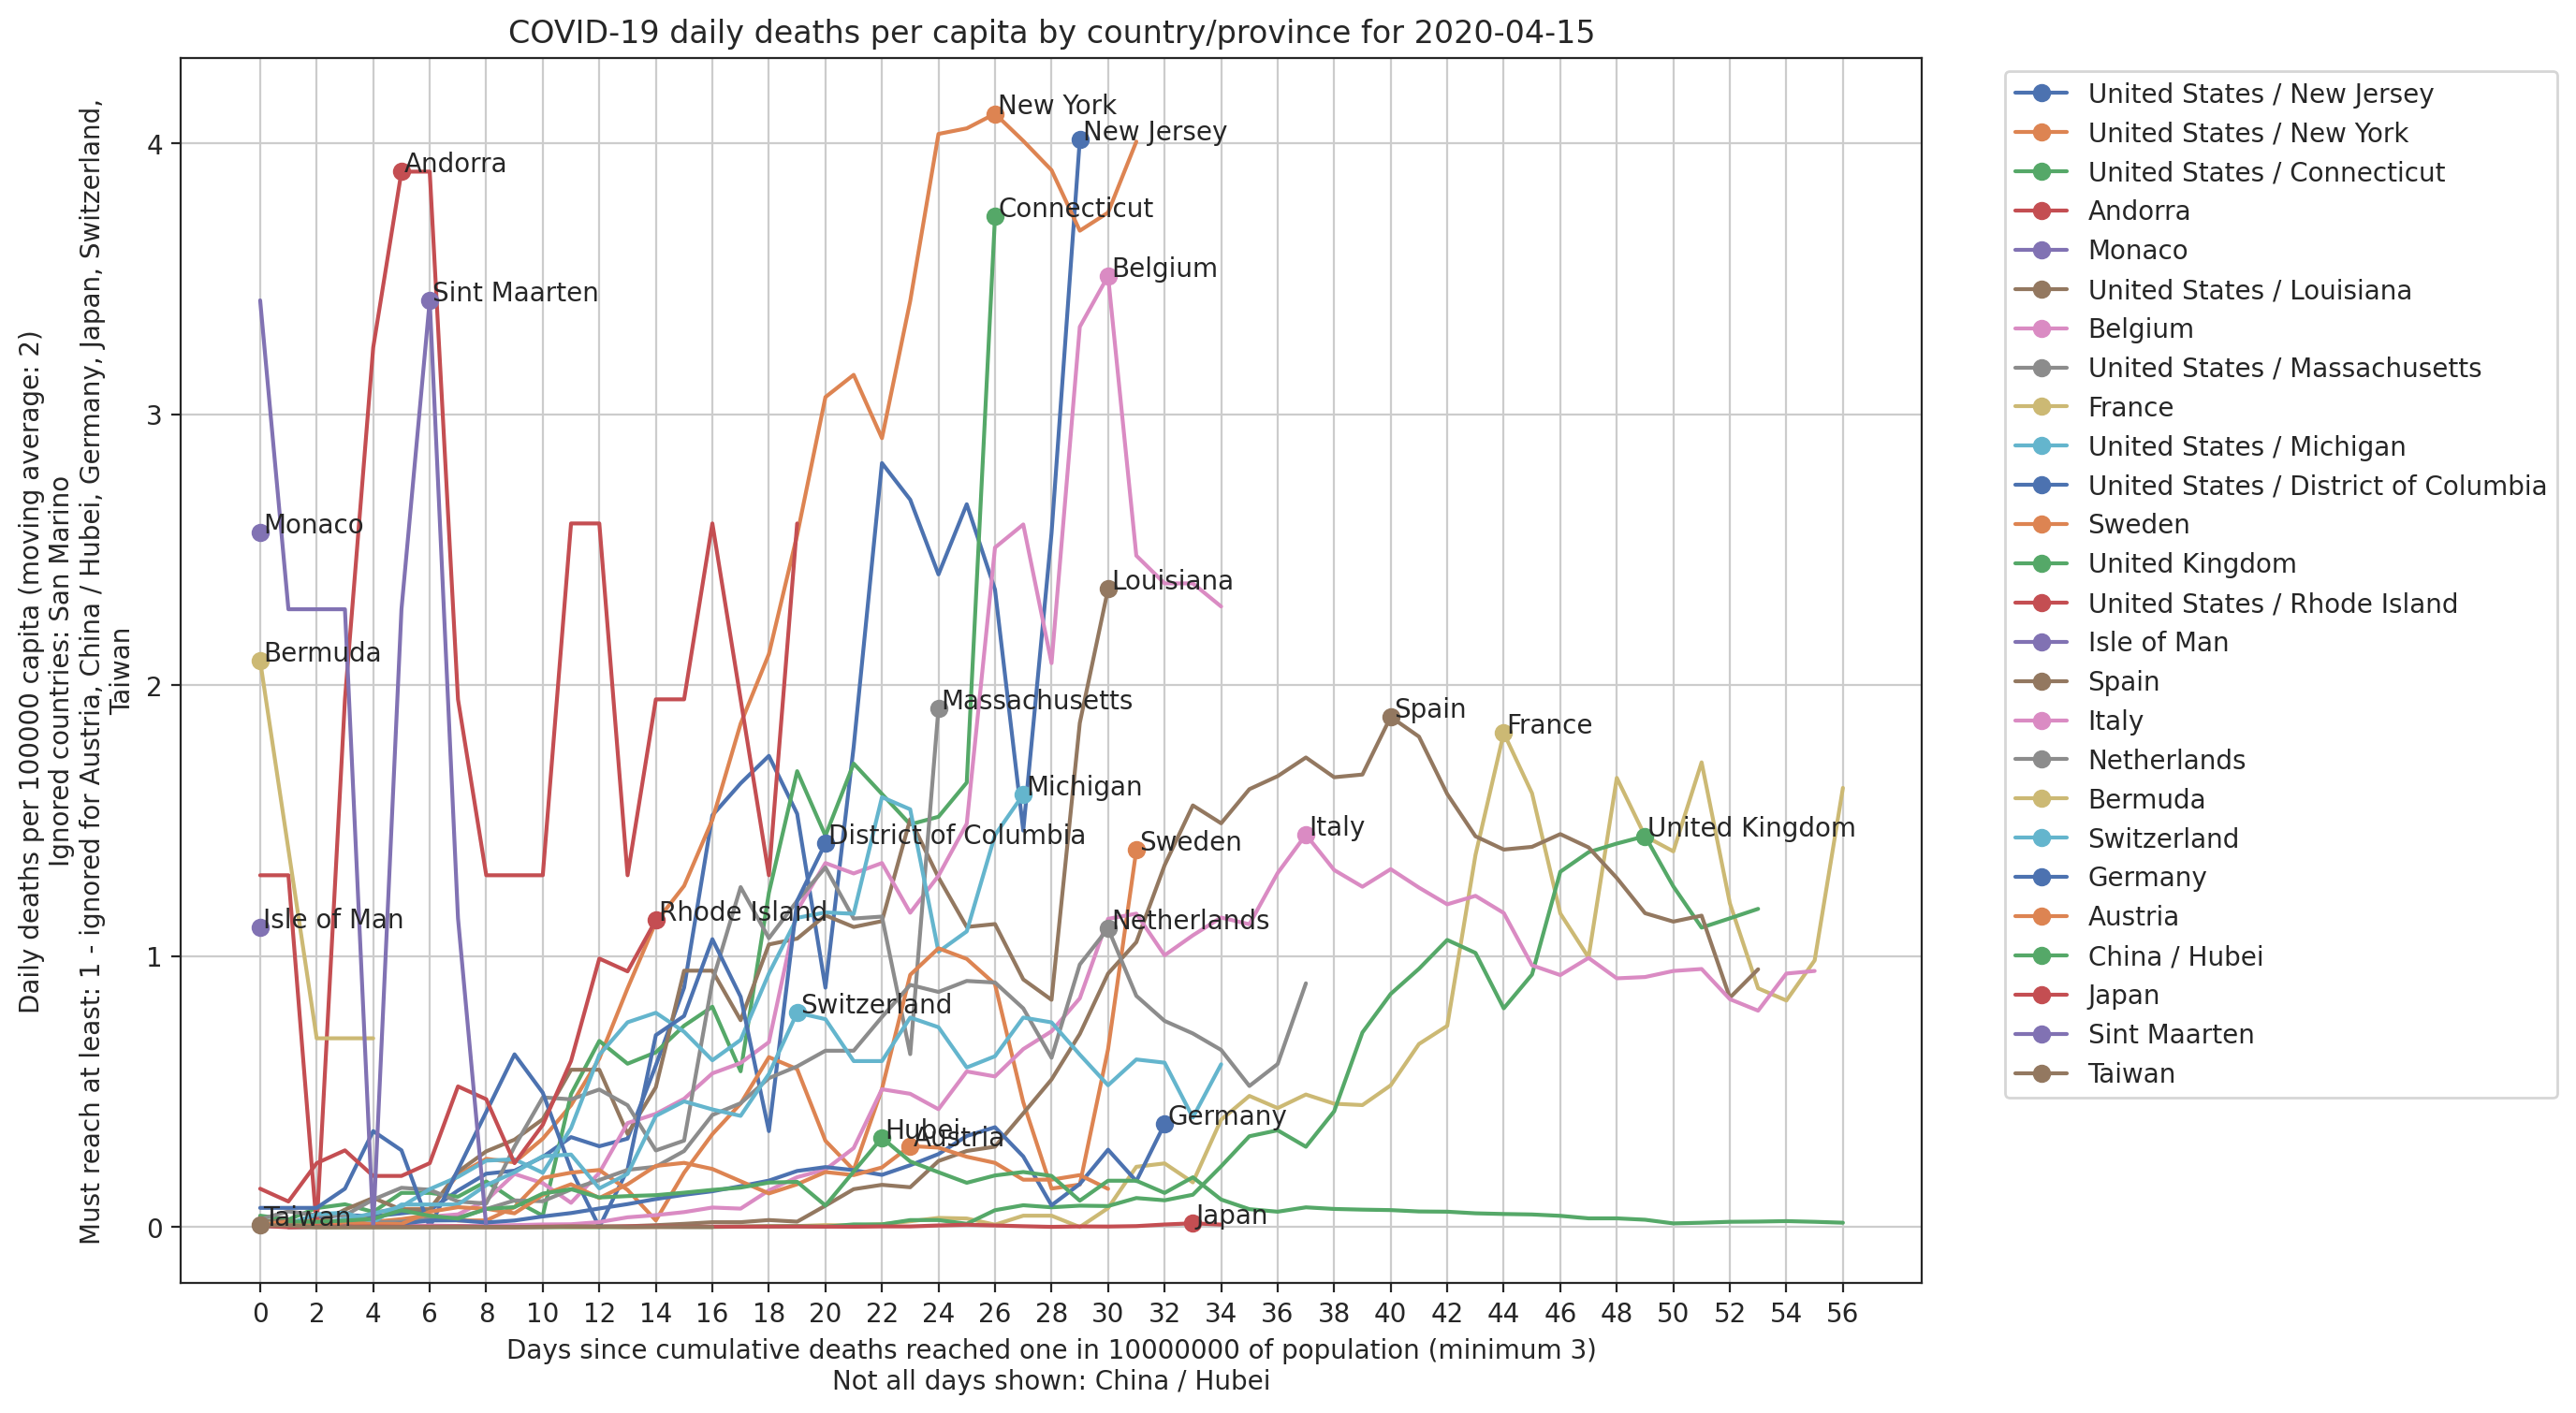 COVID-19 daily deaths per capita by country/province for 2020-04-15
Daily deaths per 100000 capita (moving average: 2)
Ignored countries: San Marino
Must reach at least: 1 - ignored for Austria, China / Hubei, Germany, Japan, Switzerland,
Taiwan
4
3
2
1
0
New York
New Jersey
Andorra
Connecticut
Belgium
Sint Maarten
Monaco
Louisiana
Bermuda
Massachusetts
Spain
France
Michigan
District of Columbia
Sweden
Italy
United Kingdom
Isle of Man
Rhode Island
Netherlands
Switzerland
Hubei
Austria
Germany
Taiwan
Japan
0 2 4 6 8 10 12 14 16 18 20 22 24 26 28 30 32 34 36 38 40 42 44 46 48 50 52 54 56
Days since cumulative deaths reached one in 10000000 of population (minimum 3)
Not all days shown: China / Hubei
United States / New Jersey
United States / New York
United States / Connecticut
Andorra
Monaco
United States / Louisiana
Belgium
United States / Massachusetts
France
United States / Michigan
United States / District of Columbia
Sweden
United Kingdom
United States / Rhode Island
Isle of Man
Spain
Italy
Netherlands
Bermuda
Switzerland
Germany
Austria
China / Hubei
Japan
Sint Maarten
Taiwan